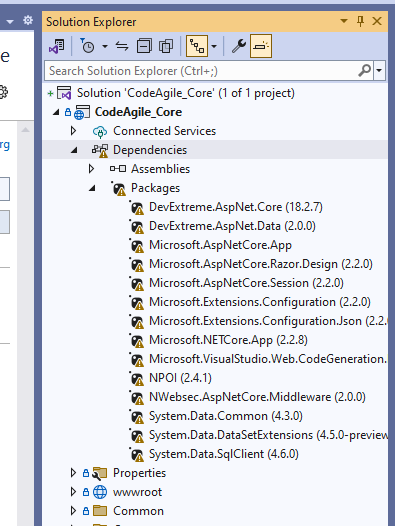 Solution Explorer
Search Solution Explorer (Ctrl+;)
Solution 'CodeAgile_Core' (1 of 1 project)
CodeAgile_Core
Connected Services
Dependencies
Assemblies
Packages
DevExtreme.AspNet.Core (18.2.7)
DevExtreme.AspNet.Data (2.0.0)
Microsoft.AspNetCore.App
Microsoft.AspNetCore.Razor.Design (2.2.0)
Microsoft.AspNetCore.Session (2.2.0)
Microsoft.Extensions.Configuration (2.2.0)
Microsoft.Extensions.Configuration.Json (2.2.0
Microsoft.NETCore.App (2.2.8)
Microsoft.VisualStudio.Web.CodeGeneration.
NPOI (2.4.1)
NWebsec.AspNetCore.Middleware (2.0.0)
System.Data.Common (4.3.0)
System.Data.DataSetExtensions (4.5.0-preview
System.Data.SqlClient (4.6.0)
Properties
wwwroot
Common